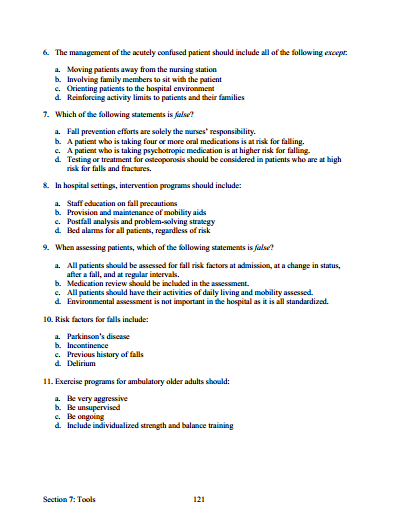 6. The management of the acutely confused patient should include all of the following except:
a. Moving patients away from the nursing station
b. Involving family members to sit with the patient
c. Orienting patients to the hospital environment
d. Reinforcing activity limits to patients and their families
7. Which of the following statements is false?
a. Fall prevention efforts are solely the nurses' responsibility.
b. A patient who is taking four or more oral medications is at risk for falling.
c. A patient who is taking psychotropic medication is at higher risk for falling.
d. Testing or treatment for osteoporosis should be considered in patients who are at high
risk for falls and fractures.
8. In hospital settings, intervention programs should include:
a. Staff education on fall precautions
b. Provision and maintenance of mobility aids
c. Postfall analysis and problem-solving strategy
d. Bed alarms for all patients, regardless of risk
9. When assessing patients, which of the following statements is false?
a. All patients should be assessed for fall risk factors at admission, at a change in status,
after a fall, and at regular intervals.
b. Medication review should be included in the assessment.
c. All patients should have their activities of daily living and mobility assessed.
d. Environmental assessment is not important in the hospital as it is all standardized.
10. Risk factors for falls include:
a. Parkinson's disease
b. Incontinence
c. Previous history of falls
d. Delirium
11. Exercise programs for ambulatory older adults should:
a. Be very aggressive
b. Be unsupervised
c. Be ongoing
d. Include individualized strength and balance training
Section 7: Tools 121